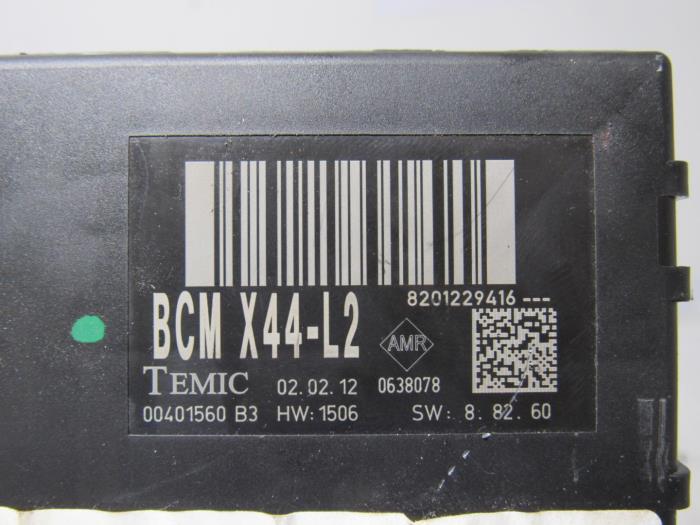 8201229416 ---
BCM X44-L2
AMR
TEMIC 02.02.12 0638078
00401560 B3 HW: 1506 SW: 8. 82. 60